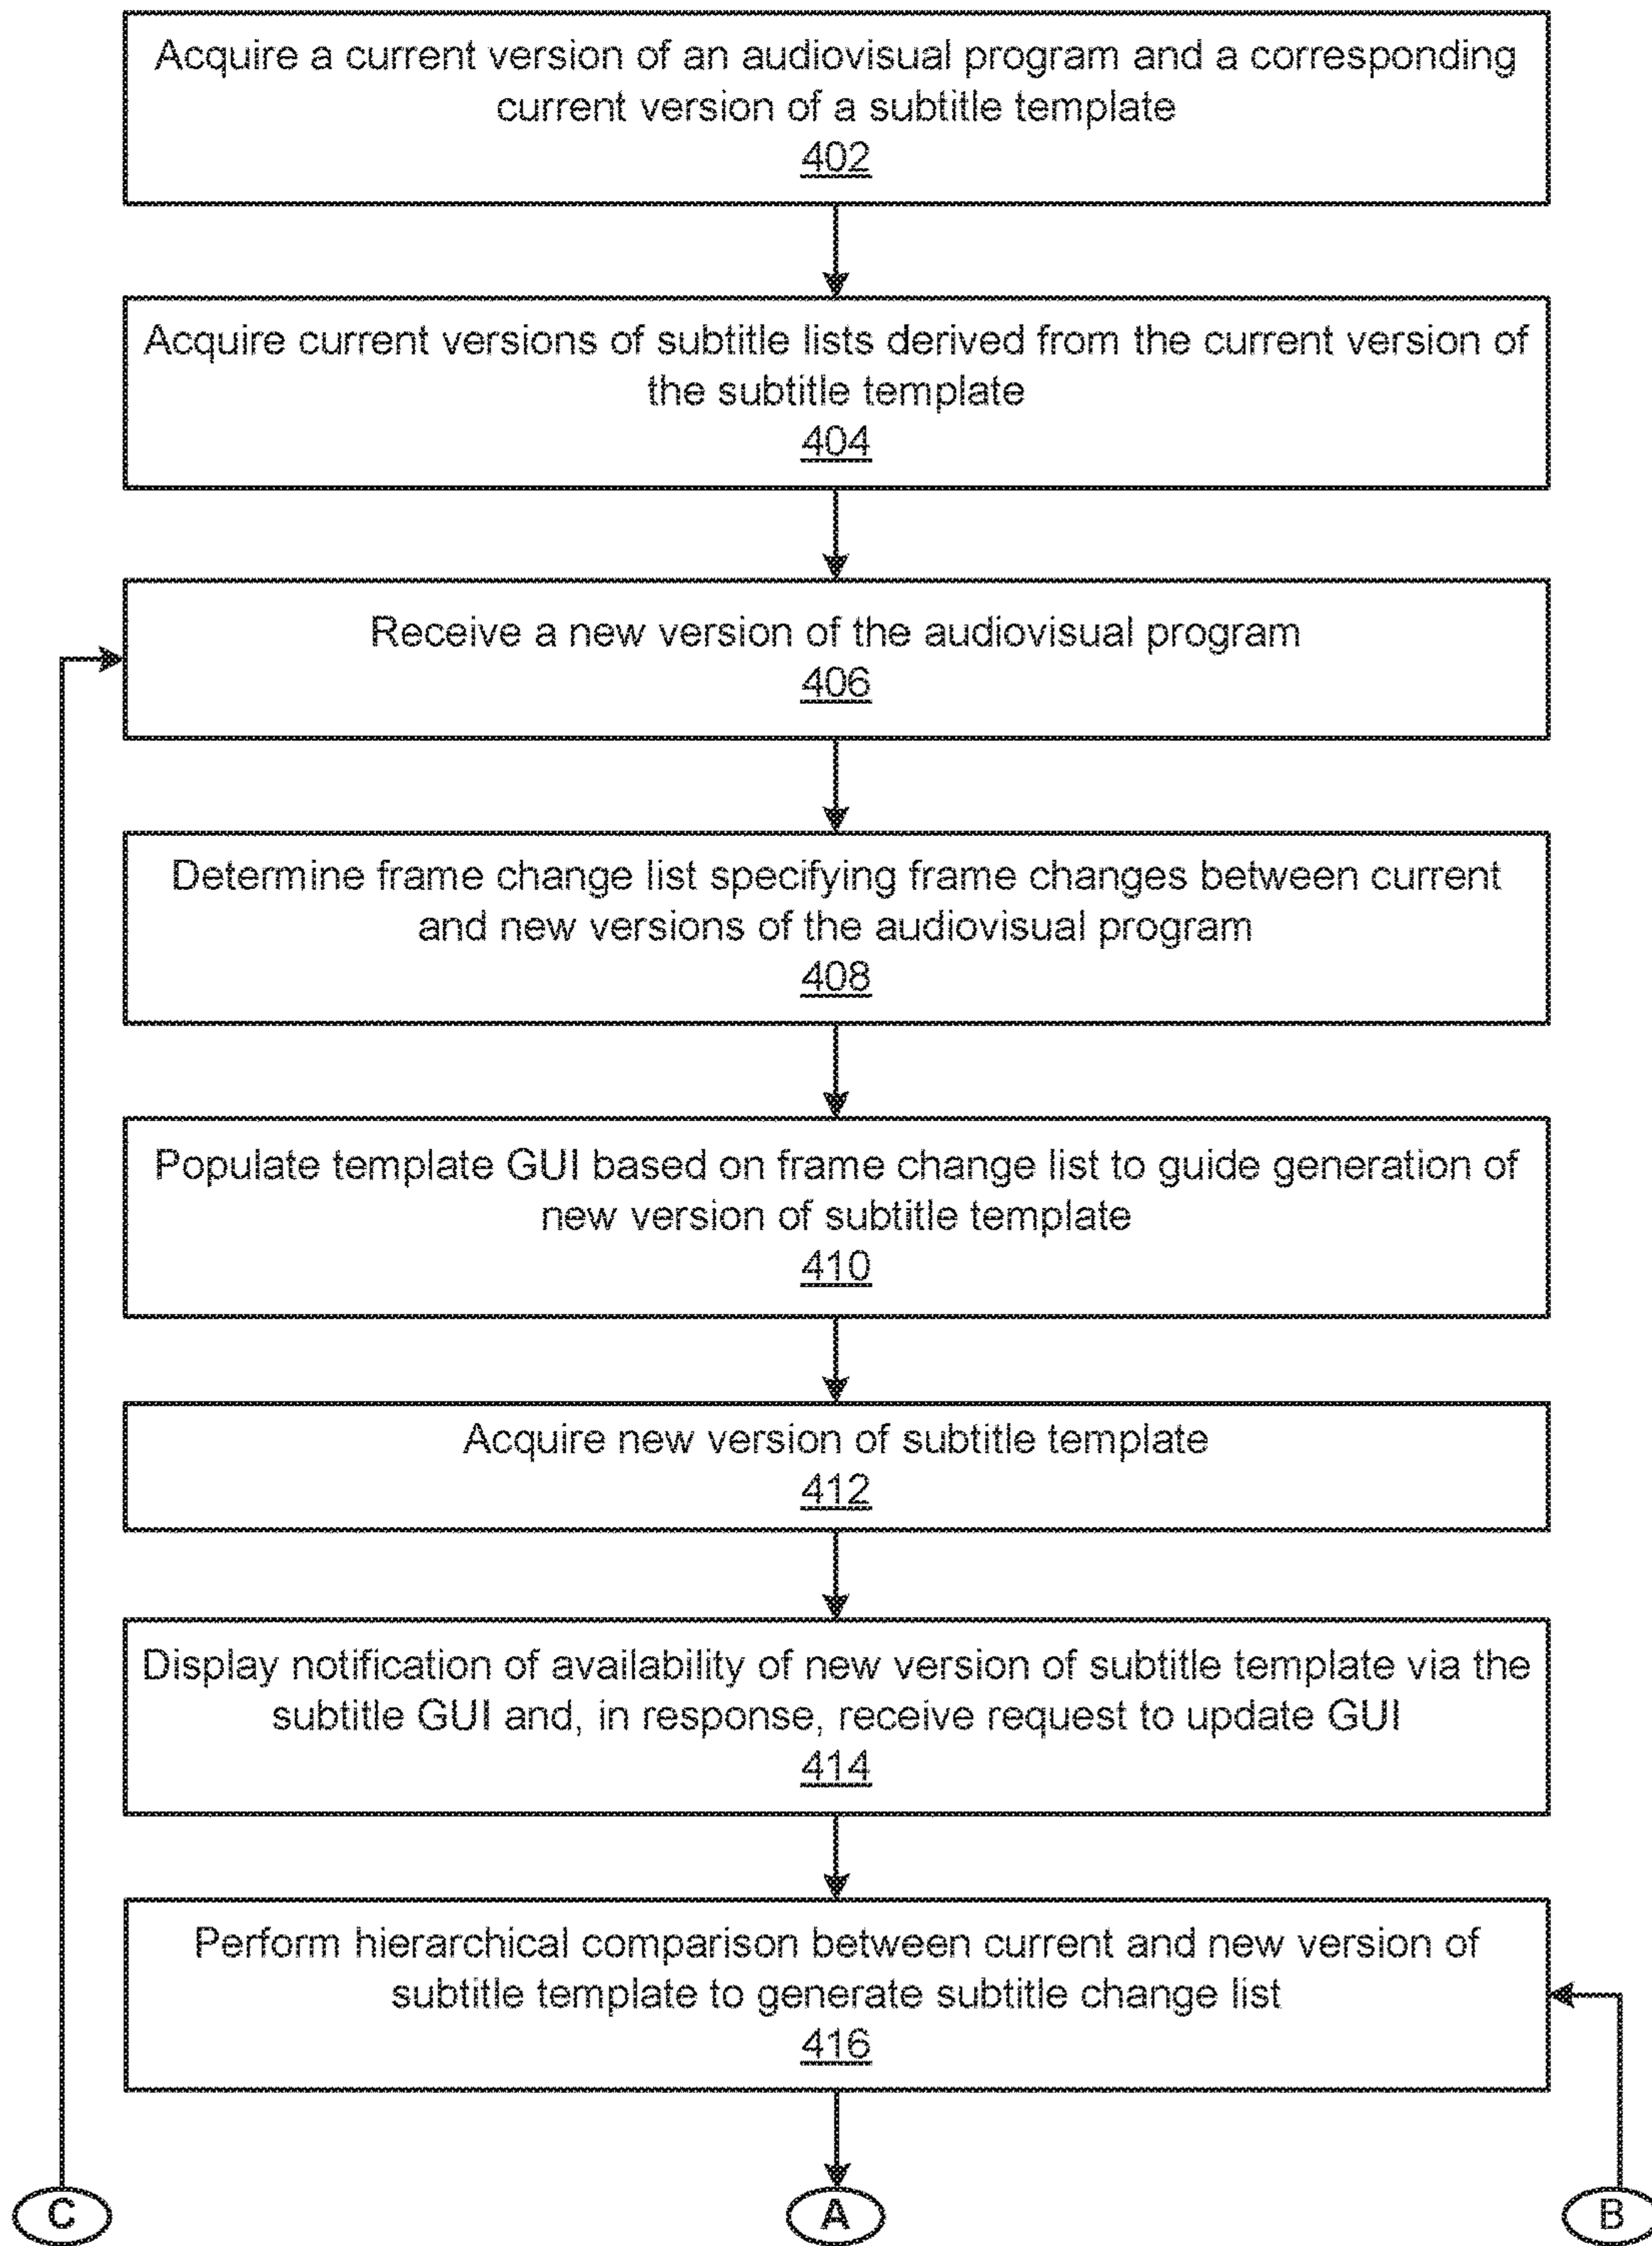 Acquire a current version of an audiovisual program and a corresponding
current version of a subtitle template
402
Acquire current versions of subtitle lists derived from the current version of
the subtitle template
404
Receive a new version of the audiovisual program
406
Determine frame change list specifying frame changes between current
and new versions of the audiovisual program
408
Populate template GUI based on frame change list to guide generation of
new version of subtitle template
410
Acquire new version of subtitle template
412
Display notification of availability of new version of subtitle template via the
subtitle GUI and, in response, receive request to update GUI
414
Perform hierarchical comparison between current and new version of
subtitle template to generate subtitle change list
416
C
A
B